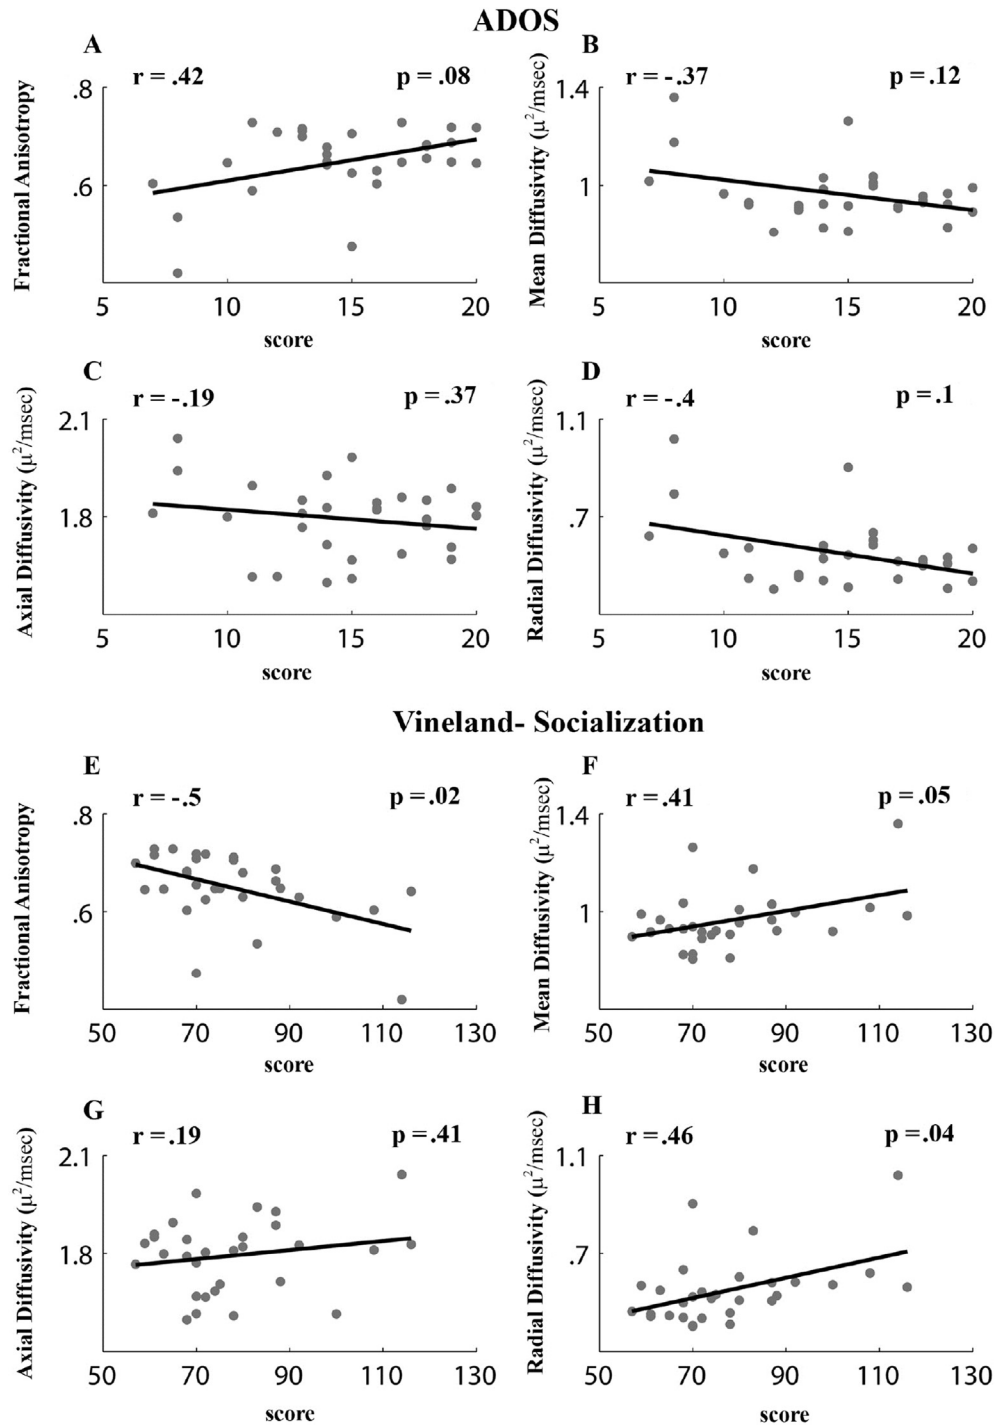 ADOS
A
r = .42
p = .08
Fractional Anisotropy
.8
.6
5 10 15 20
score
B
r = -.37
p = .12
Mean Diffusivity (μ²/msec)
1.4
1
5 10 15 20
score
C
r = -.19
p = .37
Axial Diffusivity (μ²/msec)
2.1
1.8
5 10 15 20
score
D
r = -.4
p = .1
Radial Diffusivity (μ²/msec)
1.1
.7
5 10 15 20
score
Vineland- Socialization
E
r = -.5
p = .02
Fractional Anisotropy
.8
.6
50 70 90 110 130
score
F
r = .41
p = .05
Mean Diffusivity (μ²/msec)
1.4
1
50 70 90 110 130
score
G
r = .19
p = .41
Axial Diffusivity (μ²/msec)
2.1
1.8
50 70 90 110 130
score
H
r = .46
p = .04
Radial Diffusivity (μ²/msec)
1.1
.7
50 70 90 110 130
score